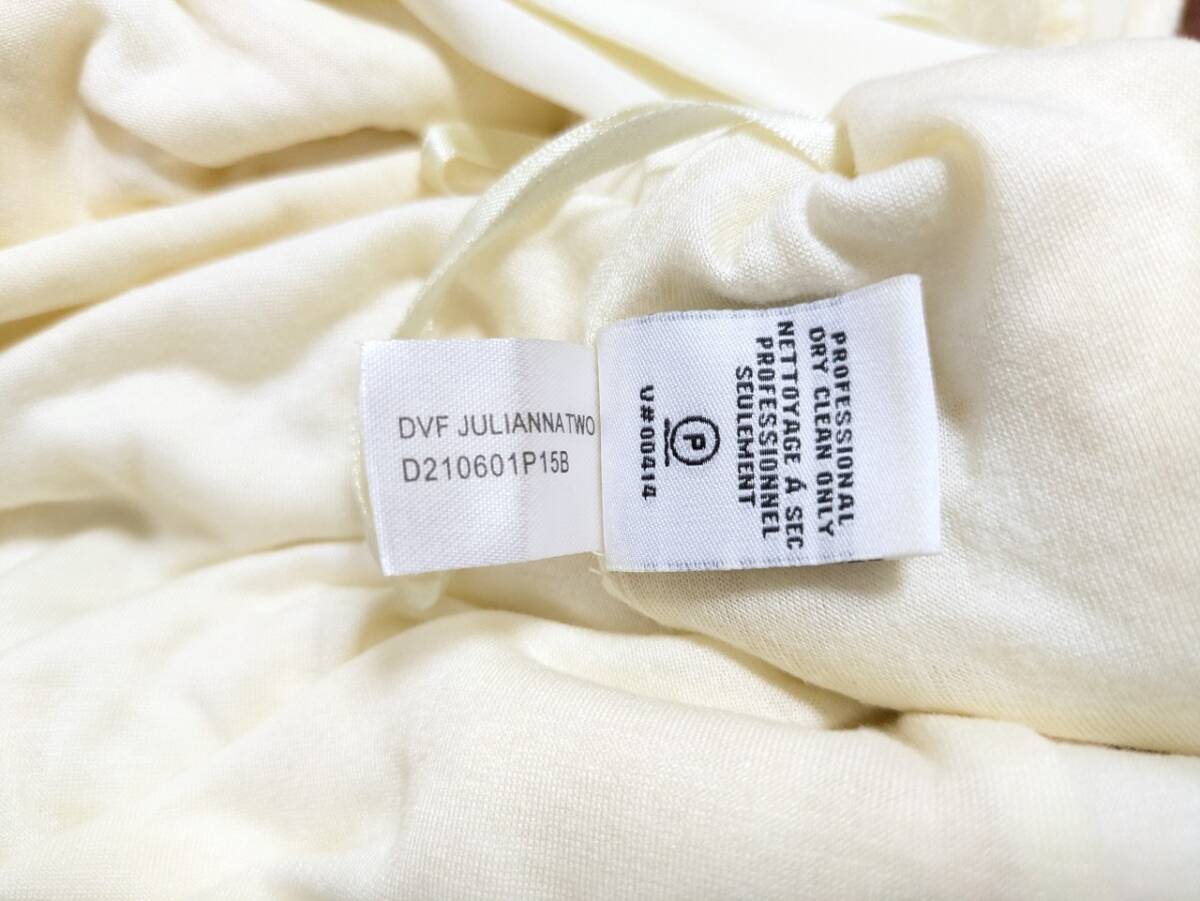 DVF JULIANNATWO
D210601P15B
PROFESSIONAL
DRY CLEAN ONLY
NETTOYAGE Á SEC
PROFESSIONNEL
SEULEMENT
P
V#00414